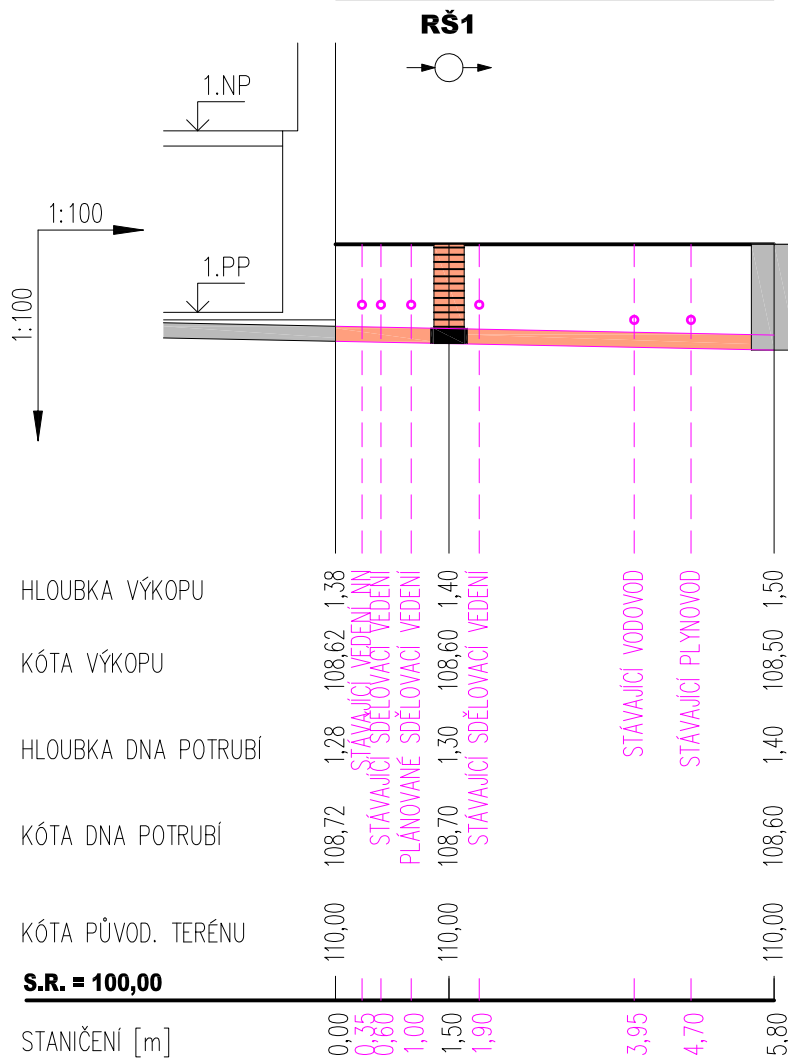 RŠ1
1.NP
1:100
1.PP
1:100
HLOUBKA VÝKOPU
1,38
1,40
1,50
KÓTA VÝKOPU
108,62
108,60
108,50
HLOUBKA DNA POTRUBÍ
1,28
1,30
1,40
KÓTA DNA POTRUBÍ
108,72
108,70
108,60
KÓTA PŮVOD. TERÉNU
110,00
110,00
110,00
STÁVAJÍCÍ VEDENÍ NN
STÁVAJÍCÍ SDĚLOVACÍ VEDENÍ
PLÁNOVANÉ SDĚLOVACÍ VEDENÍ
STÁVAJÍCÍ SDĚLOVACÍ VEDENÍ
STÁVAJÍCÍ VODOVOD
STÁVAJÍCÍ PLYNOVOD
S.R. = 100,00
STANIČENÍ [m]
0,00
0,35
0,60
1,00
1,50
1,90
3,95
4,70
5,80